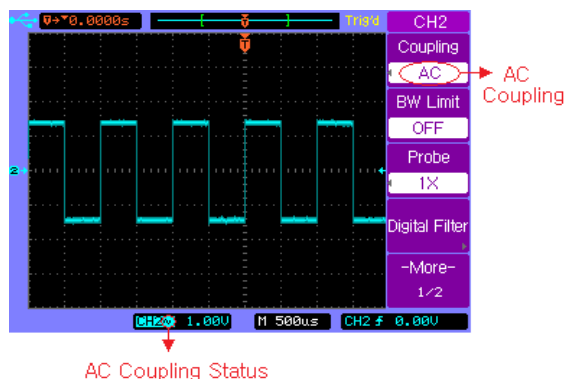 T→▼0.0000s [ T ] Trig'd CH2
T
Coupling
AC
AC
Coupling
BW Limit
OFF
Probe
2
1X
Digital Filter
-More-
1/2
CH2 1.00V M 500us CH2 0.00V
AC Coupling Status